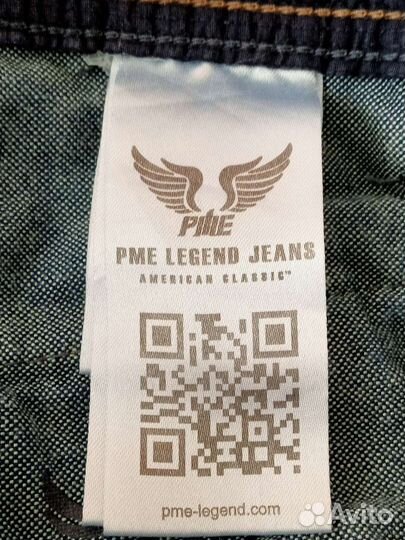 PME
PME LEGEND JEANS
AMERICAN CLASSIC™
pme-legend.com
Avito